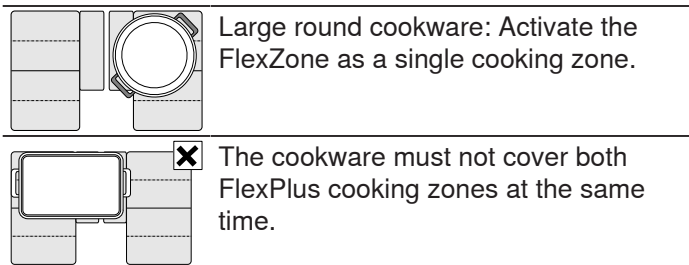 Large round cookware: Activate the
FlexZone as a single cooking zone.
The cookware must not cover both
FlexPlus cooking zones at the same
time.